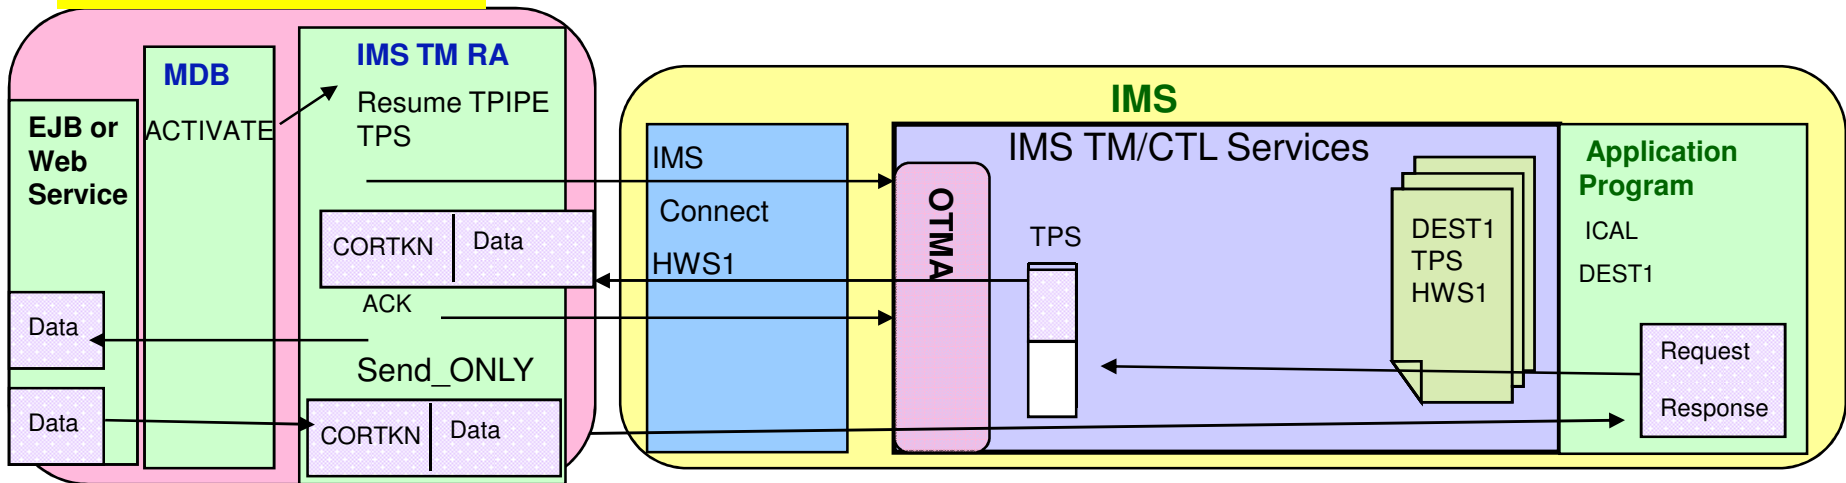 EJB or
Web
Service
Data
Data
MDB
ACTIVATE
IMS TM RA
Resume TPIPE
TPS
CORTKN
Data
ACK
Send_ONLY
CORTKN
Data
IMS
IMS
Connect
HWS1
OTMA
IMS TM/CTL Services
TPS
DEST1
TPS
HWS1
Application
Program
ICAL
DEST1
Request
Response